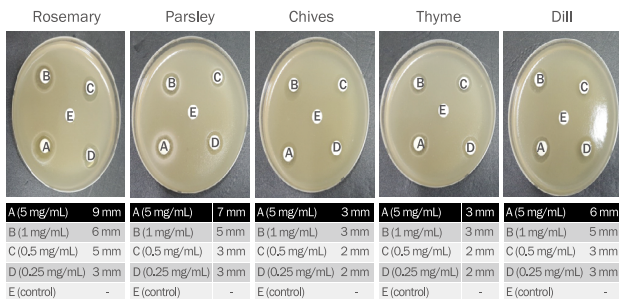 Rosemary
B
C
E
A
D
A (5 mg/mL) 9 mm
B (1 mg/mL) 6 mm
C (0.5 mg/mL) 5 mm
D (0.25 mg/mL) 3 mm
E (control) -
Parsley
B
C
E
A
D
A (5 mg/mL) 7 mm
B (1 mg/mL) 5 mm
C (0.5 mg/mL) 3 mm
D (0.25 mg/mL) 3 mm
E (control) -
Chives
B
C
E
A
D
A (5 mg/mL) 3 mm
B (1 mg/mL) 3 mm
C (0.5 mg/mL) 2 mm
D (0.25 mg/mL) 2 mm
E (control) -
Thyme
B
C
E
A
D
A (5 mg/mL) 3 mm
B (1 mg/mL) 3 mm
C (0.5 mg/mL) 2 mm
D (0.25 mg/mL) 2 mm
E (control) -
Dill
B
C
E
A
D
A (5 mg/mL) 6 mm
B (1 mg/mL) 5 mm
C (0.5 mg/mL) 3 mm
D (0.25 mg/mL) 3 mm
E (control) -